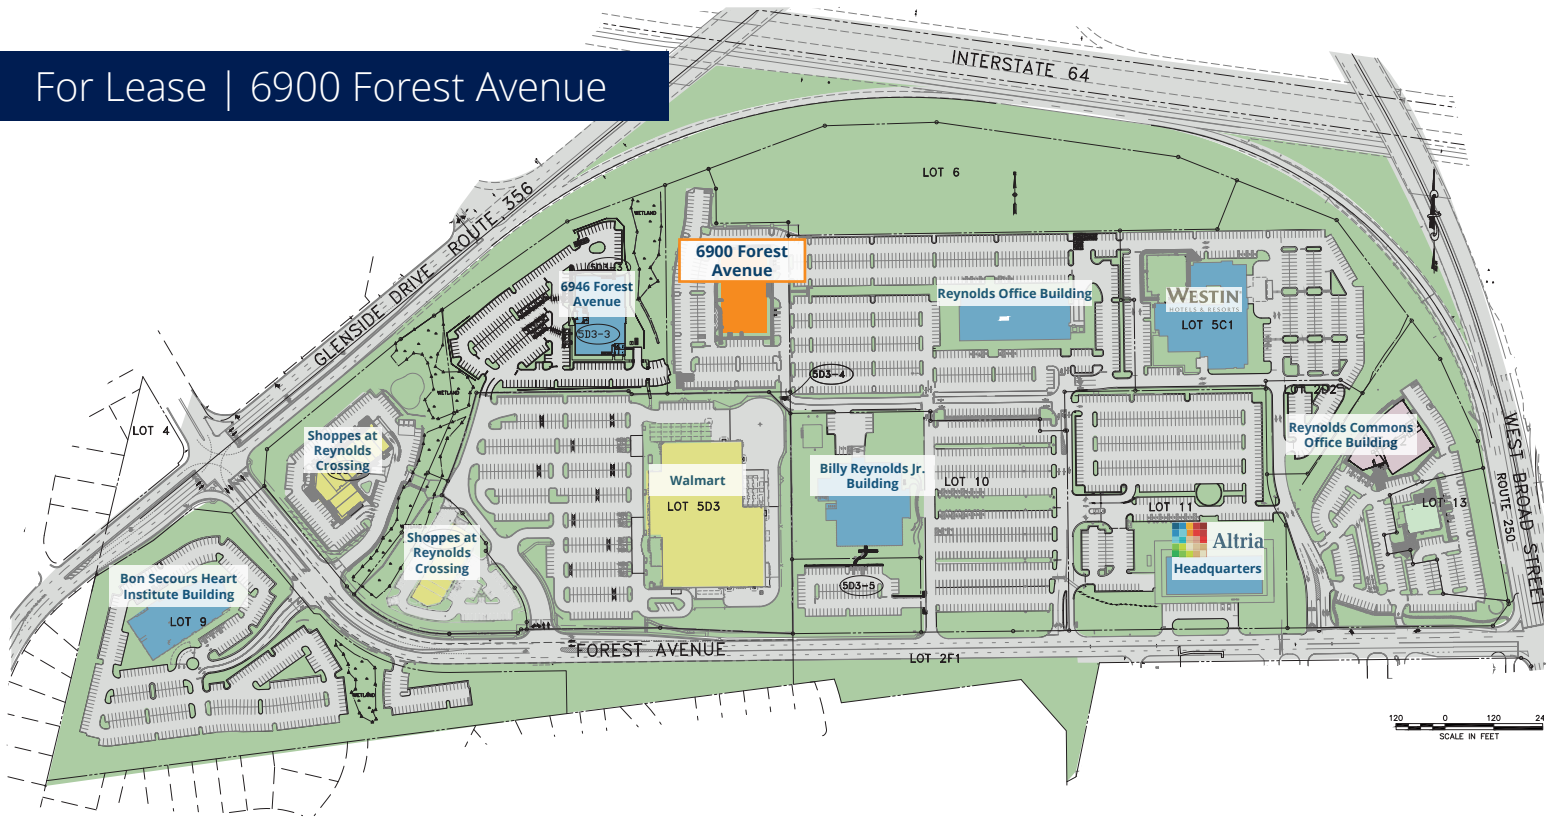 For Lease | 6900 Forest Avenue
INTERSTATE 64
GLENSIDE DRIVE ROUTE 356
LOT 6
WETLAND
6900 Forest
Avenue
6946 Forest
Avenue
5D3-3
Reynolds Office Building
WESTIN
HOTELS & RESORTS
LOT 5C1
5D3-4
WETLAND
LOT 4
Shoppes at
Reynolds
Crossing
Walmart
LOT 5D3
Billy Reynolds Jr.
Building
LOT 10
LOT 2D2
Reynolds Commons
Office Building
LOT 11
LOT 13
WEST BROAD STREET
ROUTE 250
Shoppes at
Reynolds
Crossing
Altria
Headquarters
Bon Secours Heart
Institute Building
LOT 9
5D3-5
FOREST AVENUE
LOT 2F1
WETLAND
120 0 120 24
SCALE IN FEET